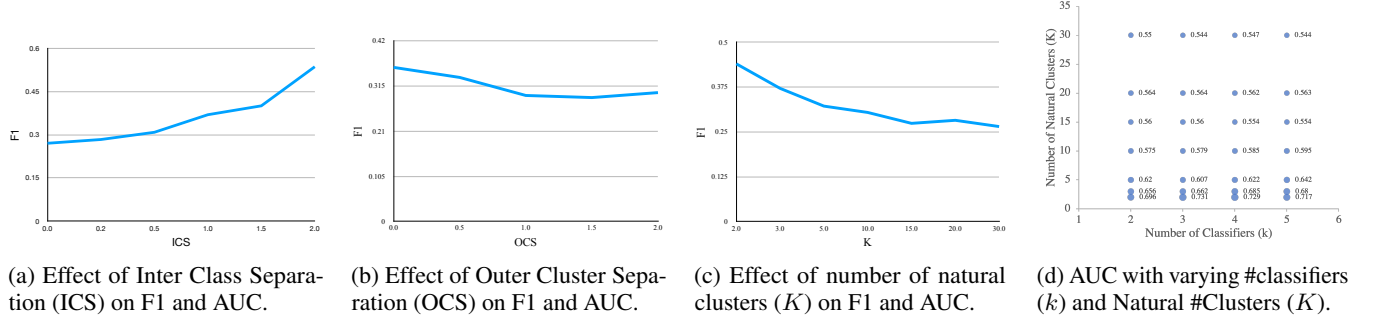 0.6
0.45
0.3
0.15
0
F1
0.0
0.2
0.5
1.0
1.5
2.0
ICS
(a) Effect of Inter Class Separa-
tion (ICS) on F1 and AUC.
0.42
0.315
0.21
0.105
0
F1
0.0
0.5
1.0
1.5
2.0
OCS
(b) Effect of Outer Cluster Sepa-
ration (OCS) on F1 and AUC.
0.5
0.375
0.25
0.125
0
F1
2.0
3.0
5.0
10.0
15.0
20.0
30.0
K
(c) Effect of number of natural
clusters (K) on F1 and AUC.
Number of Natural Clusters (K)
35
30
25
20
15
10
5
0
0.55 0.544 0.547 0.544
0.564 0.564 0.562 0.563
0.56 0.56 0.554 0.554
0.575 0.579 0.585 0.595
0.62 0.607 0.622 0.642
0.656 0.662 0.685 0.68
0.696 0.731 0.729 0.717
1 2 3 4 5 6
Number of Classifiers (k)
(d) AUC with varying #classifiers
(k) and Natural #Clusters (K).